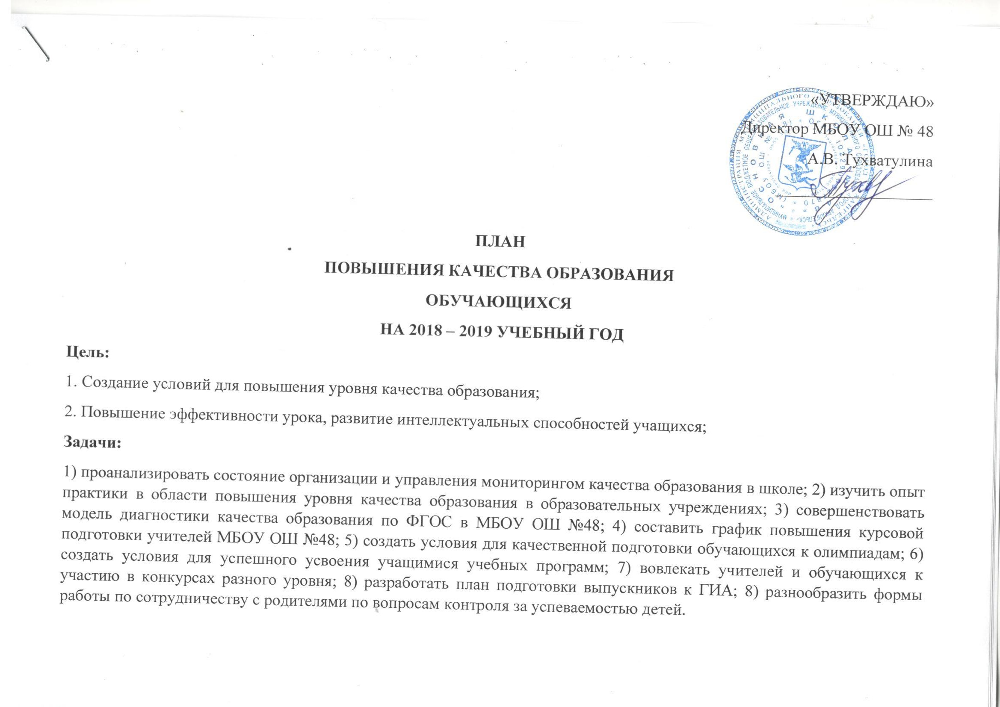 «УТВЕРЖДАЮ»
Директор МБОУ ОШ № 48
А.В. Тухватулина
ПЛАН
ПОВЫШЕНИЯ КАЧЕСТВА ОБРАЗОВАНИЯ
ОБУЧАЮЩИХСЯ
НА 2018 – 2019 УЧЕБНЫЙ ГОД
Цель:
1. Создание условий для повышения уровня качества образования;
2. Повышение эффективности урока, развитие интеллектуальных способностей учащихся;
Задачи:
1) проанализировать состояние организации и управления мониторингом качества образования в школе; 2) изучить опыт
практики в области повышения уровня качества образования в образовательных учреждениях; 3) совершенствовать
модель диагностики качества образования по ФГОС в МБОУ ОШ №48; 4) составить график повышения курсовой
подготовки учителей МБОУ ОШ №48; 5) создать условия для качественной подготовки обучающихся к олимпиадам; 6)
создать условия для успешного усвоения учащимися учебных программ; 7) вовлекать учителей и обучающихся к
участию в конкурсах разного уровня; 8) разработать план подготовки выпускников к ГИА; 8) разнообразить формы
работы по сотрудничеству с родителями по вопросам контроля за успеваемостью детей.